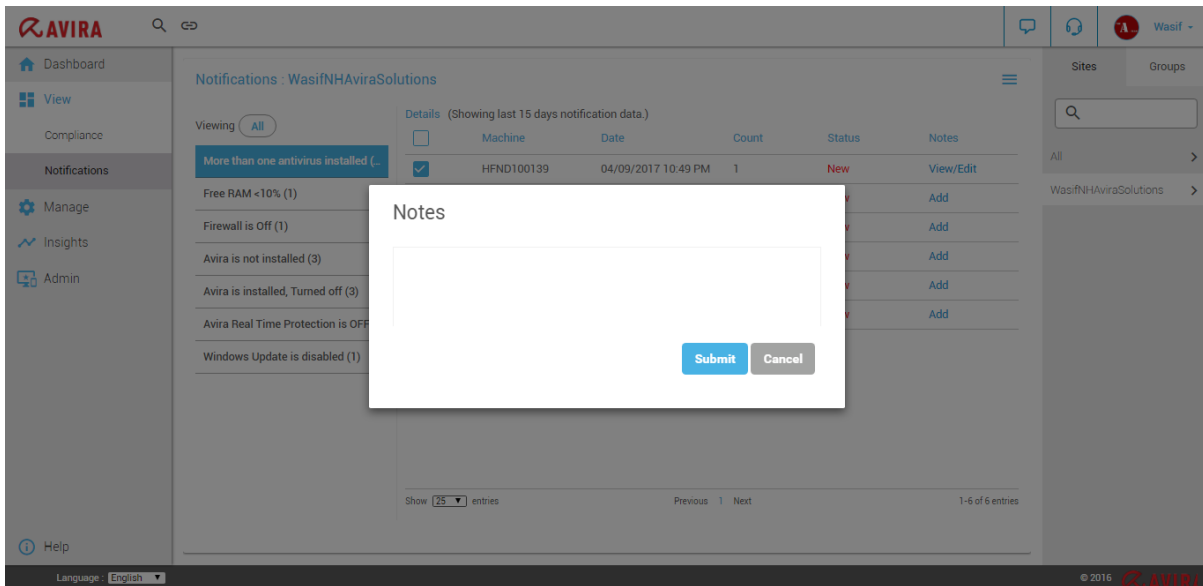 AVIRA
Wasif
Dashboard
View
Compliance
Notifications
Manage
Insights
Admin
Help
Notifications : WasifNHAviraSolutions
Viewing All
More than one antivirus installed (...
Free RAM <10% (1)
Firewall is Off (1)
Avira is not installed (3)
Avira is installed, Turned off (3)
Avira Real Time Protection is OFF
Windows Update is disabled (1)
Details (Showing last 15 days notification data.)
Machine Date Count Status Notes
HFND100139 04/09/2017 10:49 PM 1 New View/Edit
Add
Add
Add
Add
Add
Notes
Submit Cancel
Show 25 entries Previous 1 Next 1-6 of 6 entries
Sites Groups
All
WasifNHAviraSolutions
Language : English
© 2016 AVIRA